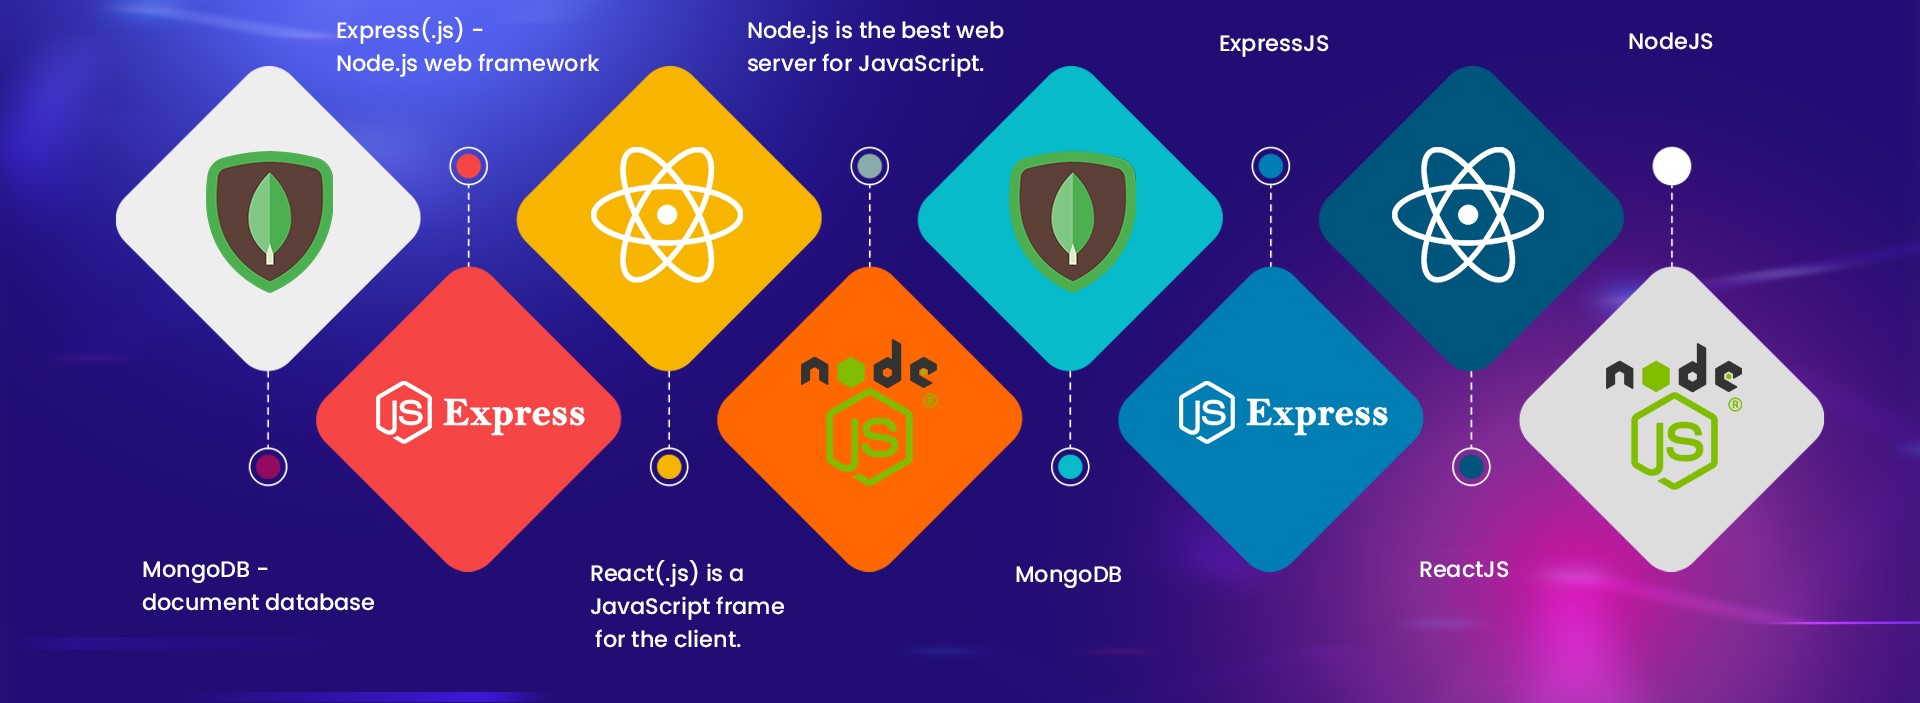 Express(.js) -
Node.js web framework
Node.js is the best web
server for JavaScript.
ExpressJS
NodeJS
JS Express
node
®
JS
JS Express
node
®
JS
MongoDB -
document database
React(.js) is a
JavaScript frame
for the client.
MongoDB
ReactJS